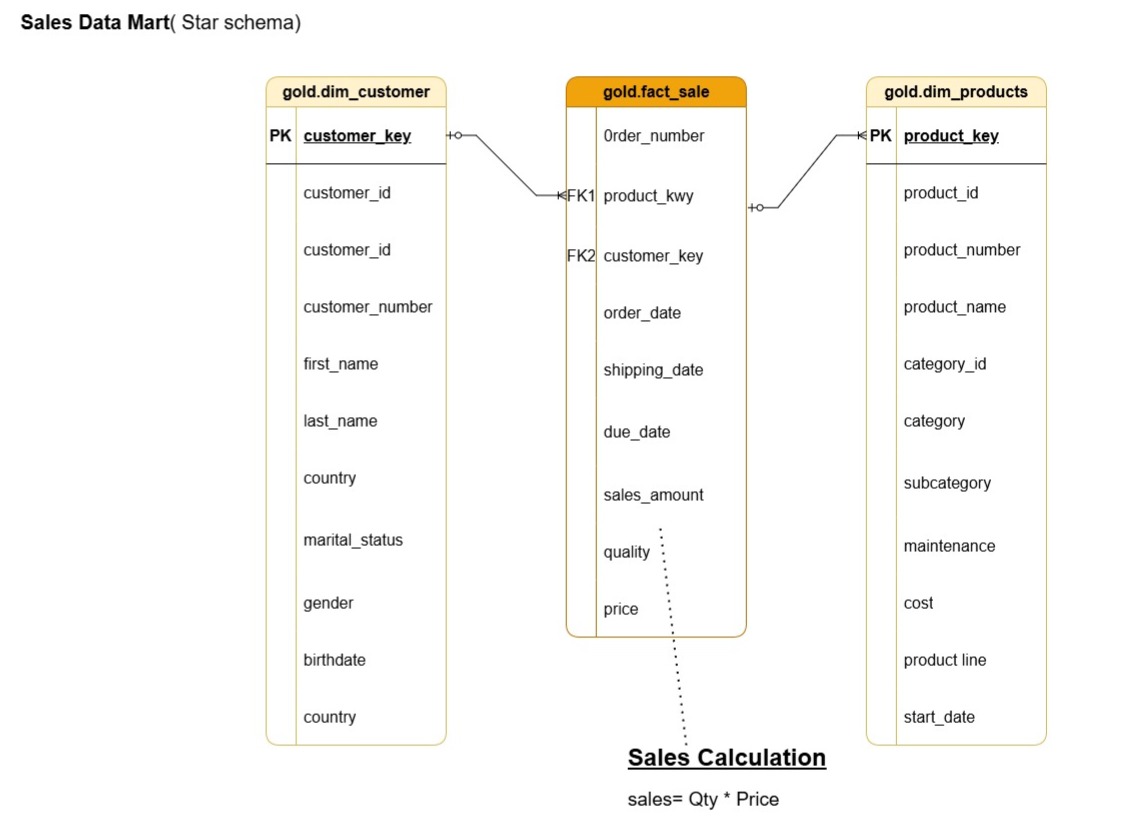 Sales Data Mart( Star schema)
gold.dim_customer
PK customer_key
customer_id
customer_id
customer_number
first_name
last_name
country
marital_status
gender
birthdate
country
gold.fact_sale
0rder_number
FK1 product_kwy
FK2 customer_key
order_date
shipping_date
due_date
sales_amount
quality
price
gold.dim_products
PK product_key
product_id
product_number
product_name
category_id
category
subcategory
maintenance
cost
product line
start_date
Sales Calculation
sales= Qty * Price